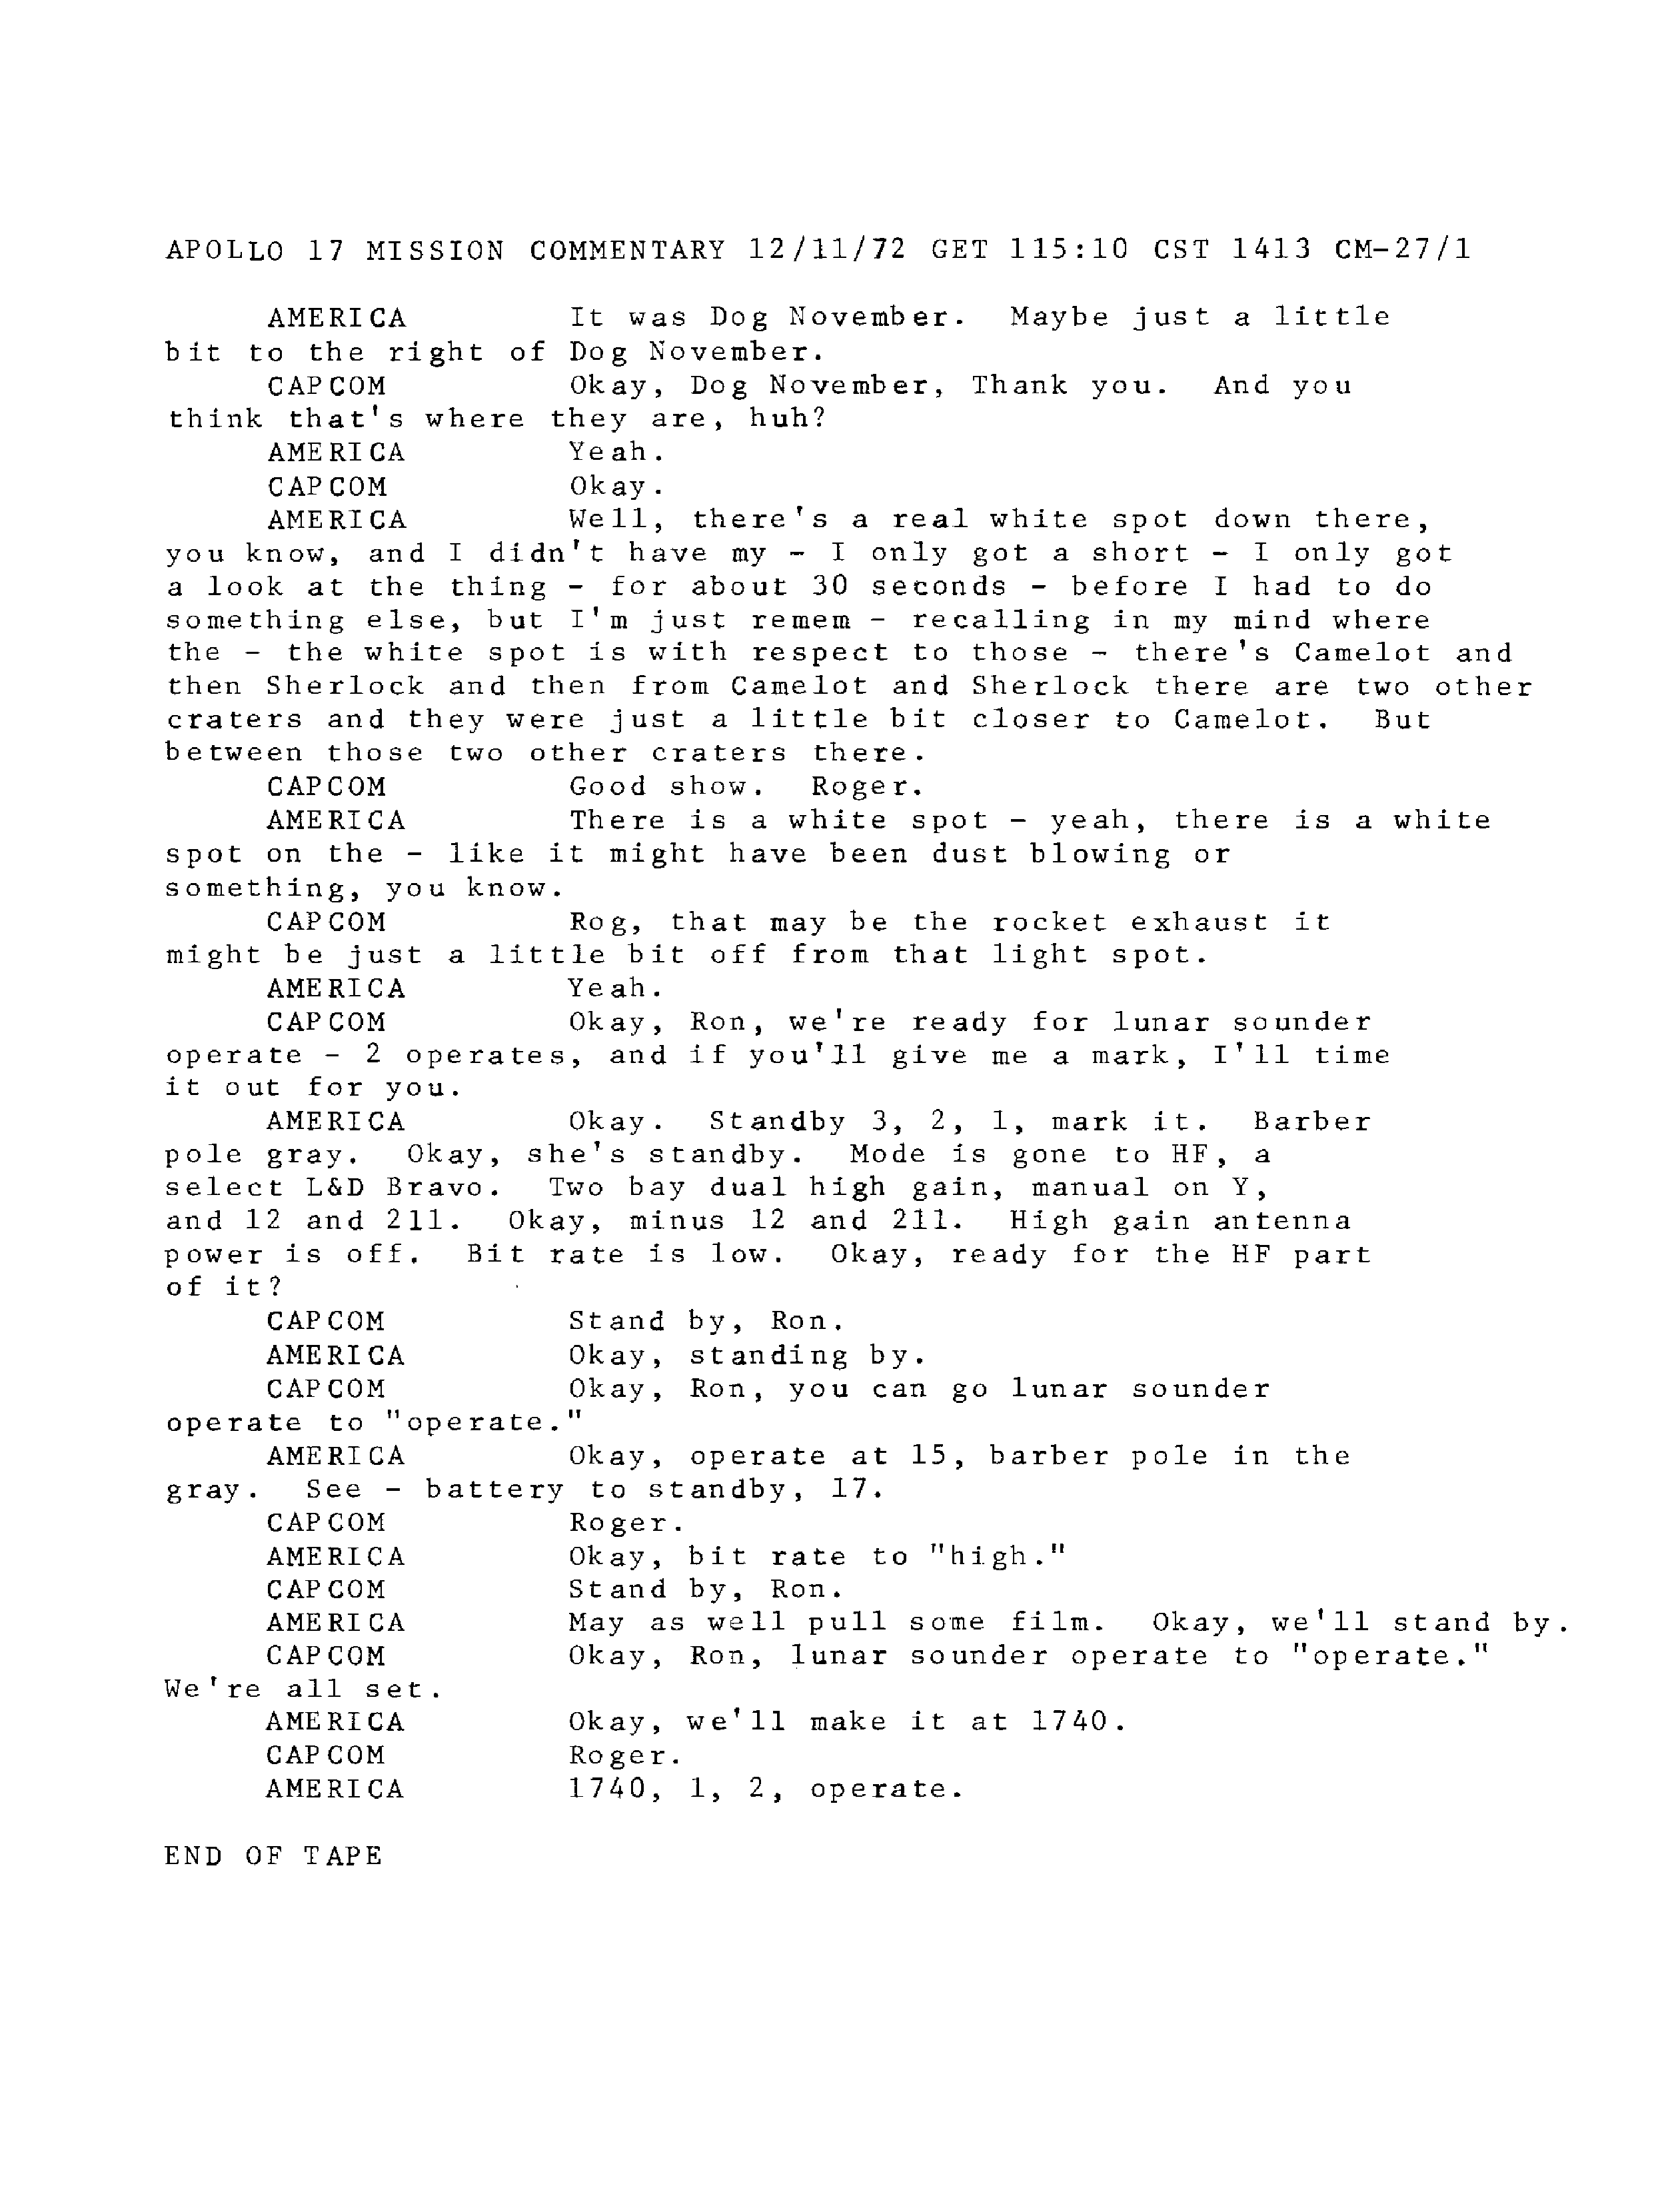 APOLLO 17 MISSION COMMENTARY 12/11/72 GET 115:10 CST 1413 CM-27/1
AMERICA It was Dog November. Maybe just a little
bit to the right of Dog November.
CAPCOM Okay, Dog November, Thank you. And you
think that's where they are, huh?
AMERICA Yeah.
CAPCOM Okay.
AMERICA Well, there's a real white spot down there,
you know, and I didn't have my - I only got a short - I only got
a look at the thing - for about 30 seconds - before I had to do
something else, but I'm just remem - recalling in my mind where
the - the white spot is with respect to those - there's Camelot and
then Sherlock and then from Camelot and Sherlock there are two other
craters and they were just a little bit closer to Camelot. But
between those two other craters there.
CAPCOM Good show. Roger.
AMERICA There is a white spot - yeah, there is a white
spot on the - like it might have been dust blowing or
something, you know.
CAPCOM Rog, that may be the rocket exhaust it
might be just a little bit off from that light spot.
AMERICA Yeah.
CAPCOM Okay, Ron, we're ready for lunar sounder
operate - 2 operates, and if you'll give me a mark, I'll time
it out for you.
AMERICA Okay. Standby 3, 2, 1, mark it. Barber
pole gray. Okay, she's standby. Mode is gone to HF, a
select L&D Bravo. Two bay dual high gain, manual on Y,
and 12 and 211. Okay, minus 12 and 211. High gain antenna
power is off. Bit rate is low. Okay, ready for the HF part
of it?
CAPCOM Stand by, Ron.
AMERICA Okay, standing by.
CAPCOM Okay, Ron, you can go lunar sounder
operate to "operate."
AMERICA Okay, operate at 15, barber pole in the
gray. See - battery to standby, 17.
CAPCOM Roger.
AMERICA Okay, bit rate to "high."
CAPCOM Stand by, Ron.
AMERICA May as well pull some film. Okay, we'll stand by.
CAPCOM Okay, Ron, lunar sounder operate to "operate."
We're all set.
AMERICA Okay, we'll make it at 1740.
CAPCOM Roger.
AMERICA 1740, 1, 2, operate.
END OF TAPE